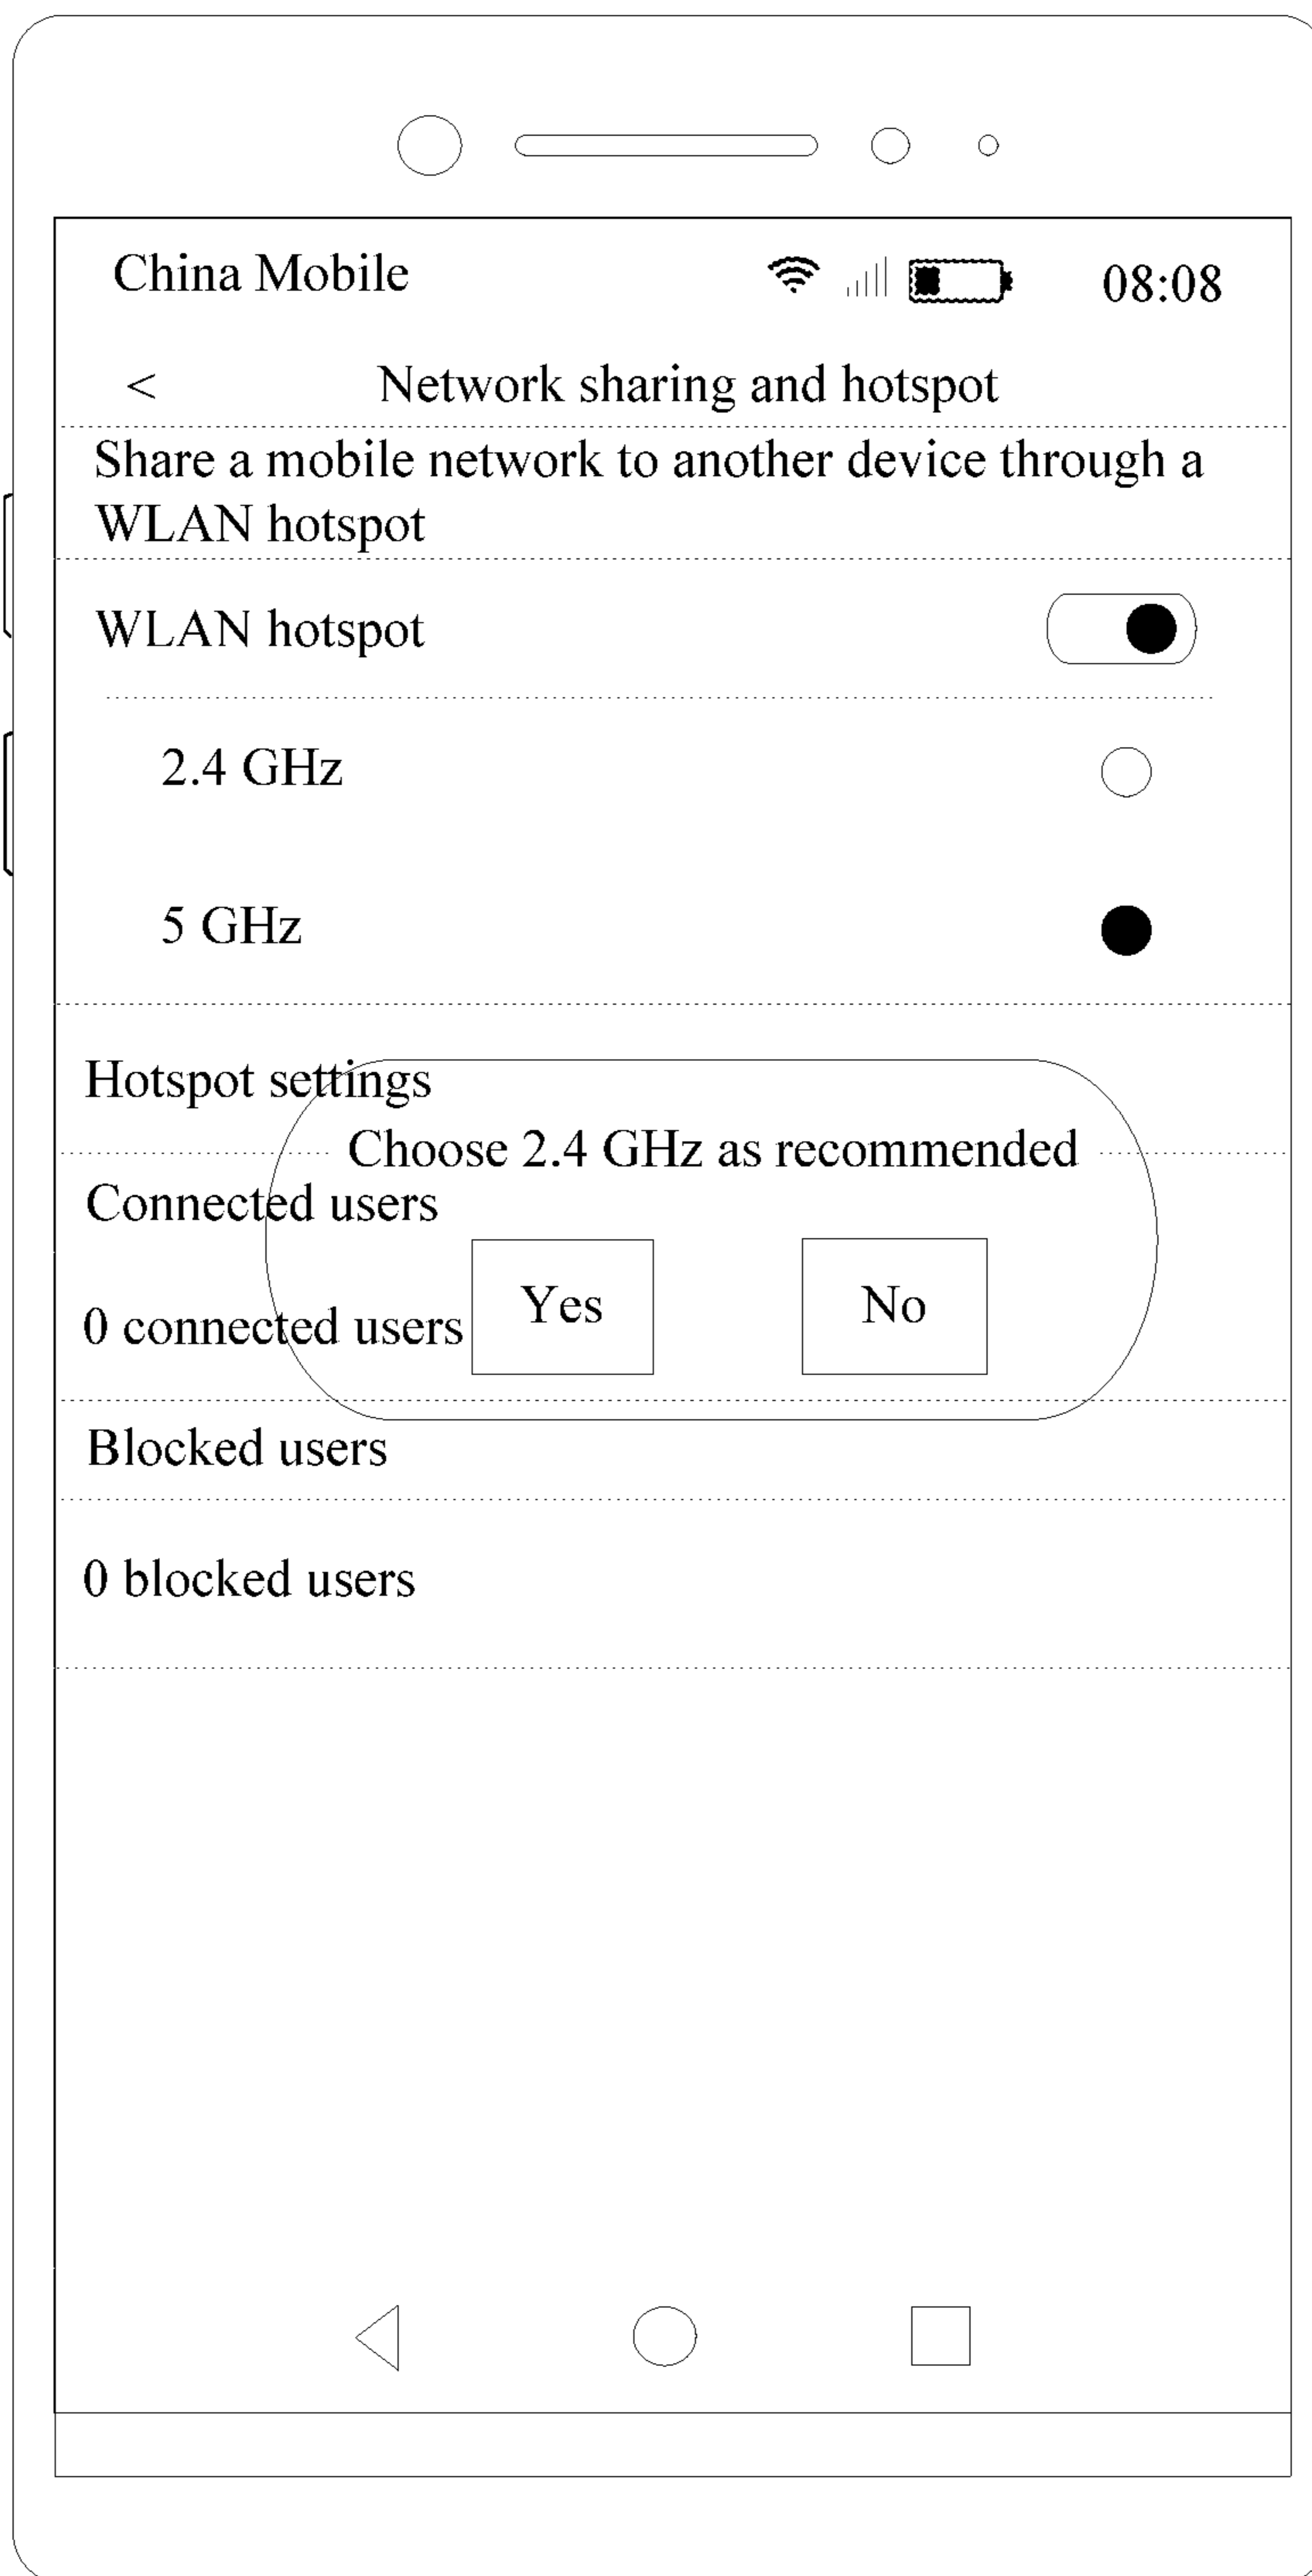 China Mobile 08:08
< Network sharing and hotspot
Share a mobile network to another device through a
WLAN hotspot
WLAN hotspot
2.4 GHz
5 GHz
Hotspot settings
Choose 2.4 GHz as recommended
Connected users
Yes No
0 connected users
Blocked users
0 blocked users